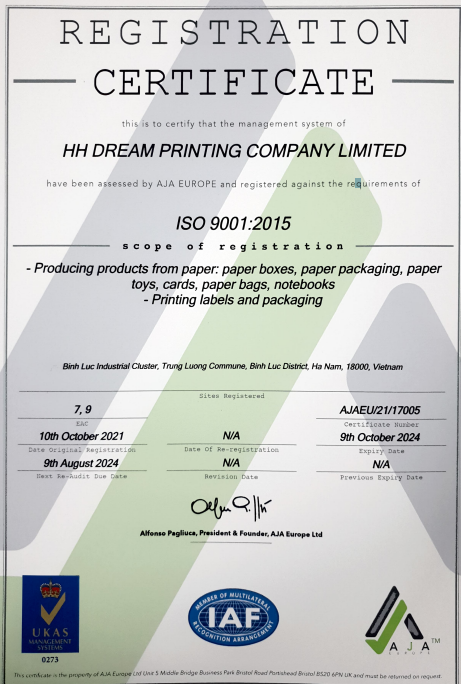 REGISTRATION
CERTIFICATE
this is to certify that the management system of
HH DREAM PRINTING COMPANY LIMITED
have been assessed by AJA EUROPE and registered against the requirements of
ISO 9001:2015
scope of registration
- Producing products from paper: paper boxes, paper packaging, paper
toys, cards, paper bags, notebooks
- Printing labels and packaging
Binh Luc Industrial Cluster, Trung Luong Commune, Binh Luc District, Ha Nam, 18000, Vietnam
Sites Registered
7, 9
AJAEU/21/17005
EAC
Certificate Number
10th October 2021
N/A
9th October 2024
Date Original Registration
Date Of Re-registration
Expiry Date
9th August 2024
N/A
N/A
Next Re-Audit Due Date
Revision Date
Previous Expiry Date
Alfonso Pagliuca, President & Founder, AJA Europe Ltd
UKAS
MANAGEMENT
SYSTEMS
0273
MEMBER OF MULTILATERAL
IAF
RECOGNITION ARRANGEMENT
AJA
EUROPE
TM
This certificate is the property of AJA Europe Ltd Unit 5 Middle Bridge Business Park Bristol Road Portishead Bristol BS20 6PN UK and must be returned on request